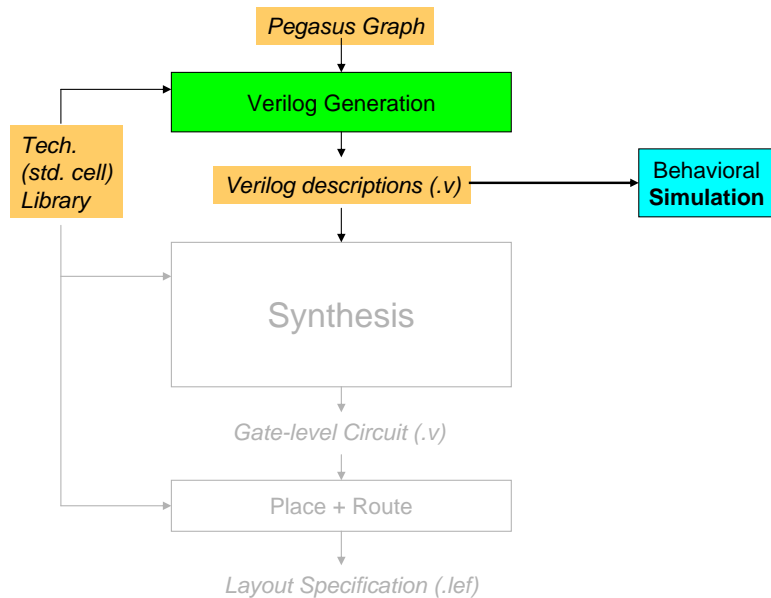 Pegasus Graph
Verilog Generation
Tech.
(std. cell)
Library
Verilog descriptions (.v)
Behavioral
Simulation
Synthesis
Gate-level Circuit (.v)
Place + Route
Layout Specification (.lef)